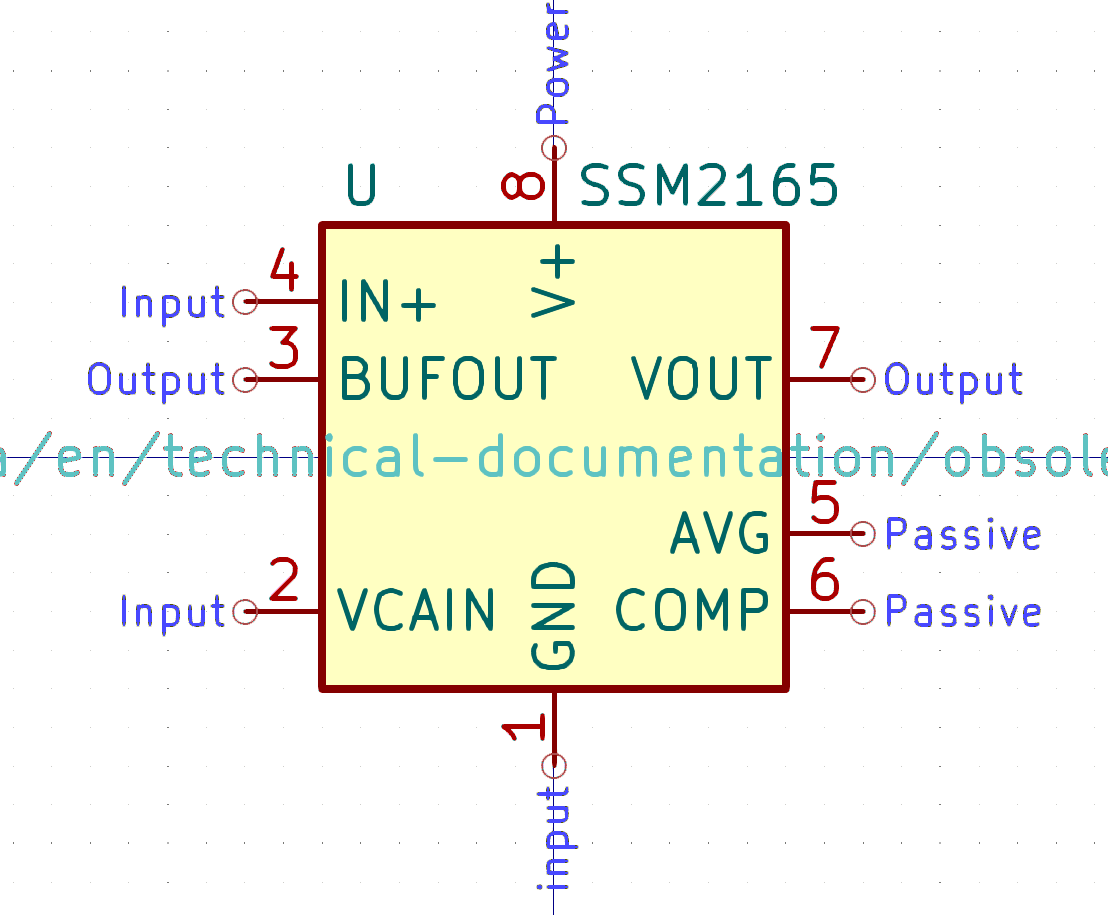 Power
U
8
SSM2165
V+
4
Input
IN+
3
Output
BUFOUT
VOUT
7
Output
a/en/technical-documentation/obsole
AVG
5
Passive
2
Input
VCAIN
GND
COMP
6
Passive
1
input